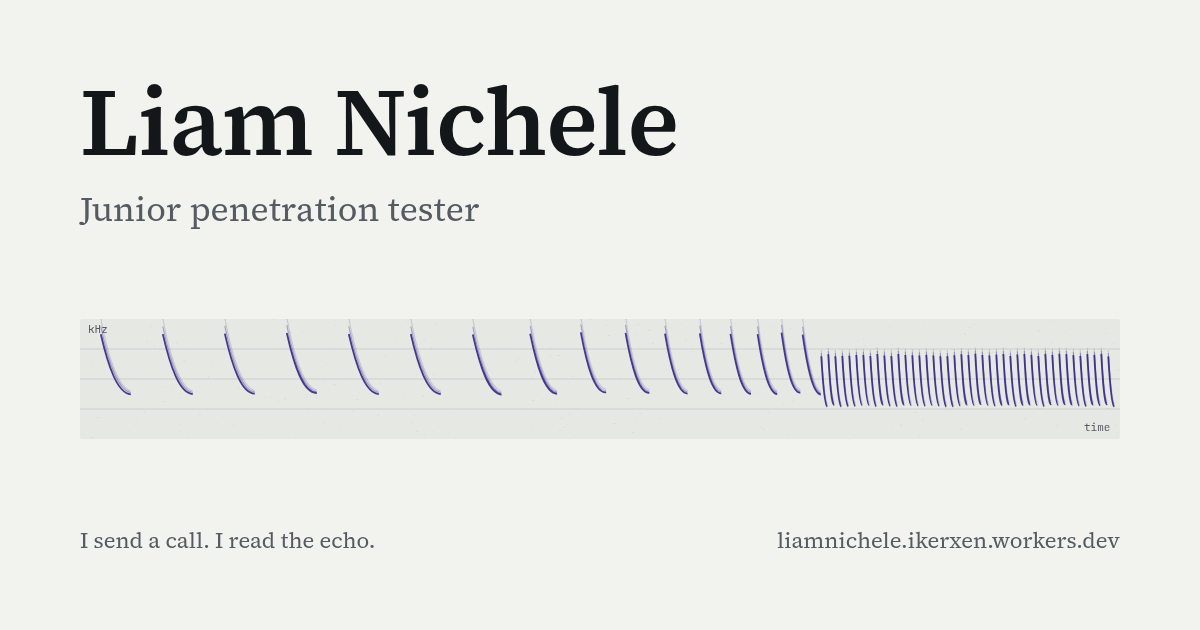 Liam Nichele
Junior penetration tester
kHz
time
I send a call. I read the echo.
liamnichele.ikerxen.workers.dev